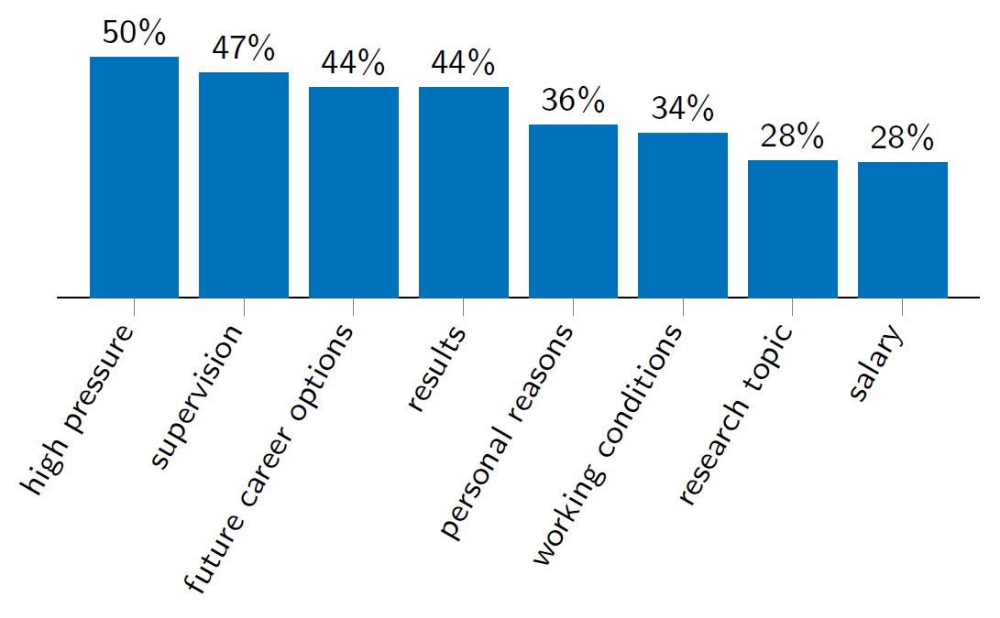 50%
47%
44%
44%
36%
34%
28%
28%
high pressure
supervision
future career options
results
personal reasons
working conditions
research topic
salary